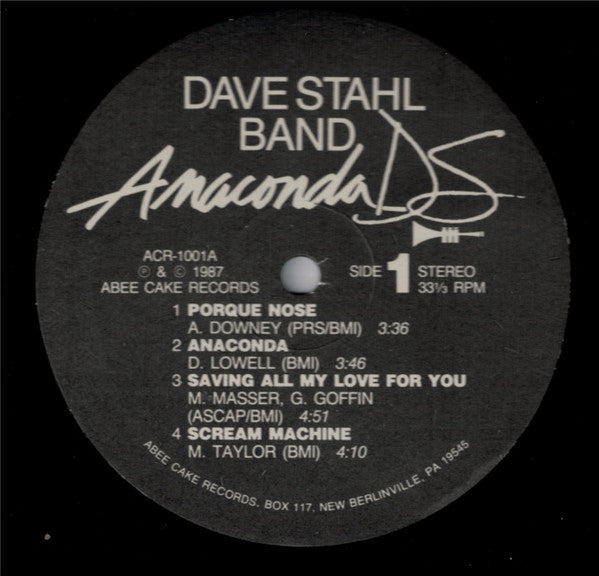 DAVE STAHL
BAND
Anaconda DS
ACR-1001A
Ⓟ & © 1987
ABEE CAKE RECORDS
SIDE 1 STEREO
33⅓ RPM
1 PORQUE NOSE
A. DOWNEY (PRS/BMI) 3:36
2 ANACONDA
D. LOWELL (BMI) 3:46
3 SAVING ALL MY LOVE FOR YOU
M. MASSER, G. GOFFIN
(ASCAP/BMI) 4:51
4 SCREAM MACHINE
M. TAYLOR (BMI) 4:10
ABEE CAKE RECORDS. BOX 117, NEW BERLINVILLE, PA 19545